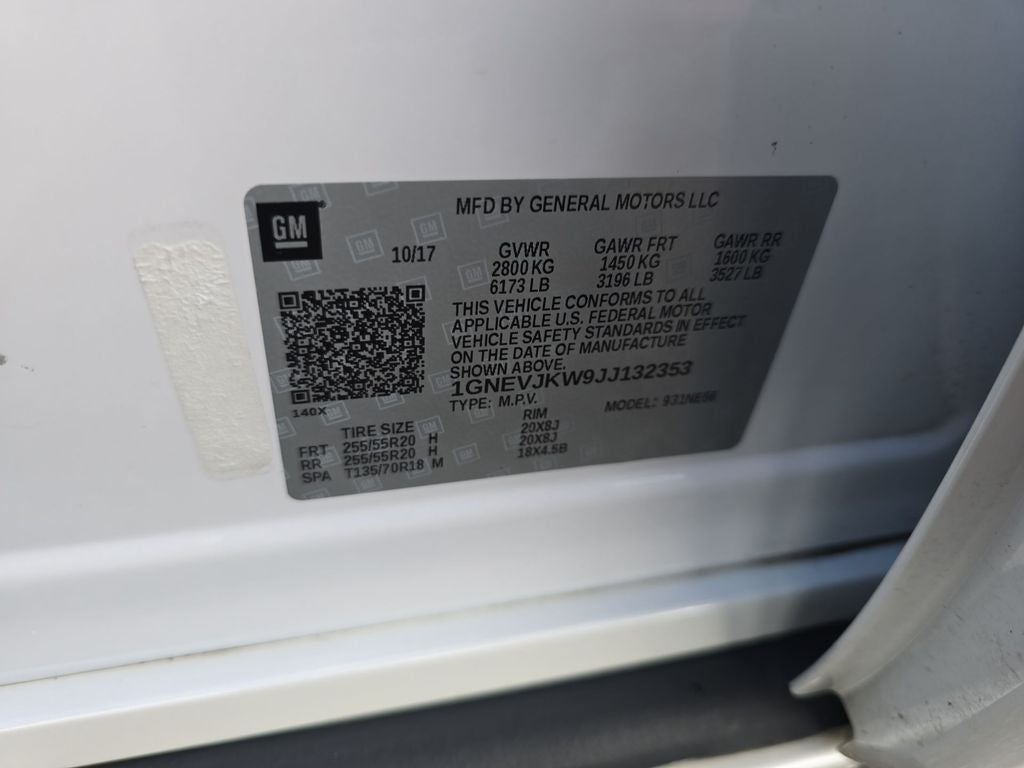 GM
MFD BY GENERAL MOTORS LLC
10/17
GVWR GAWR FRT GAWR RR
2800 KG 1450 KG 1600 KG
6173 LB 3196 LB 3527 LB
THIS VEHICLE CONFORMS TO ALL
APPLICABLE U.S. FEDERAL MOTOR
VEHICLE SAFETY STANDARDS IN EFFECT
ON THE DATE OF MANUFACTURE
SHOWN ABOVE.
1GNEVJKW9JJ132353
TYPE: M.P.V. MODEL:
140X
TIRE SIZE RIM
FRT 255/55R20 H 20X8J
RR 255/55R20 H 20X8J
SPA T135/70R18 M 18X4.5B